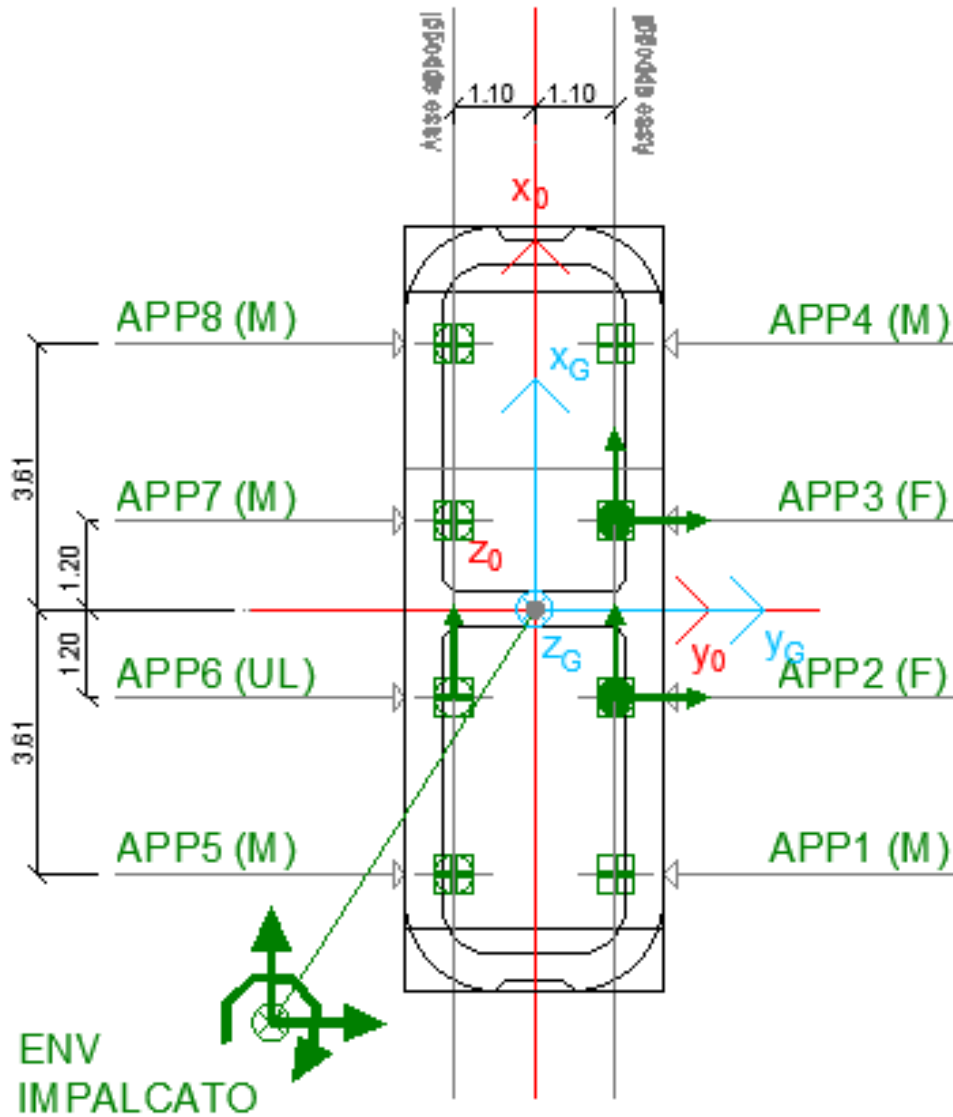 Asse appoggi
Asse appoggi
1.10
1.10
x0
APP8 (M)
APP4 (M)
xG
3.61
APP7 (M)
APP3 (F)
1.20
z0
zG
y0
yG
1.20
APP6 (UL)
APP2 (F)
3.61
APP5 (M)
APP1 (M)
ENV
IMPALCATO